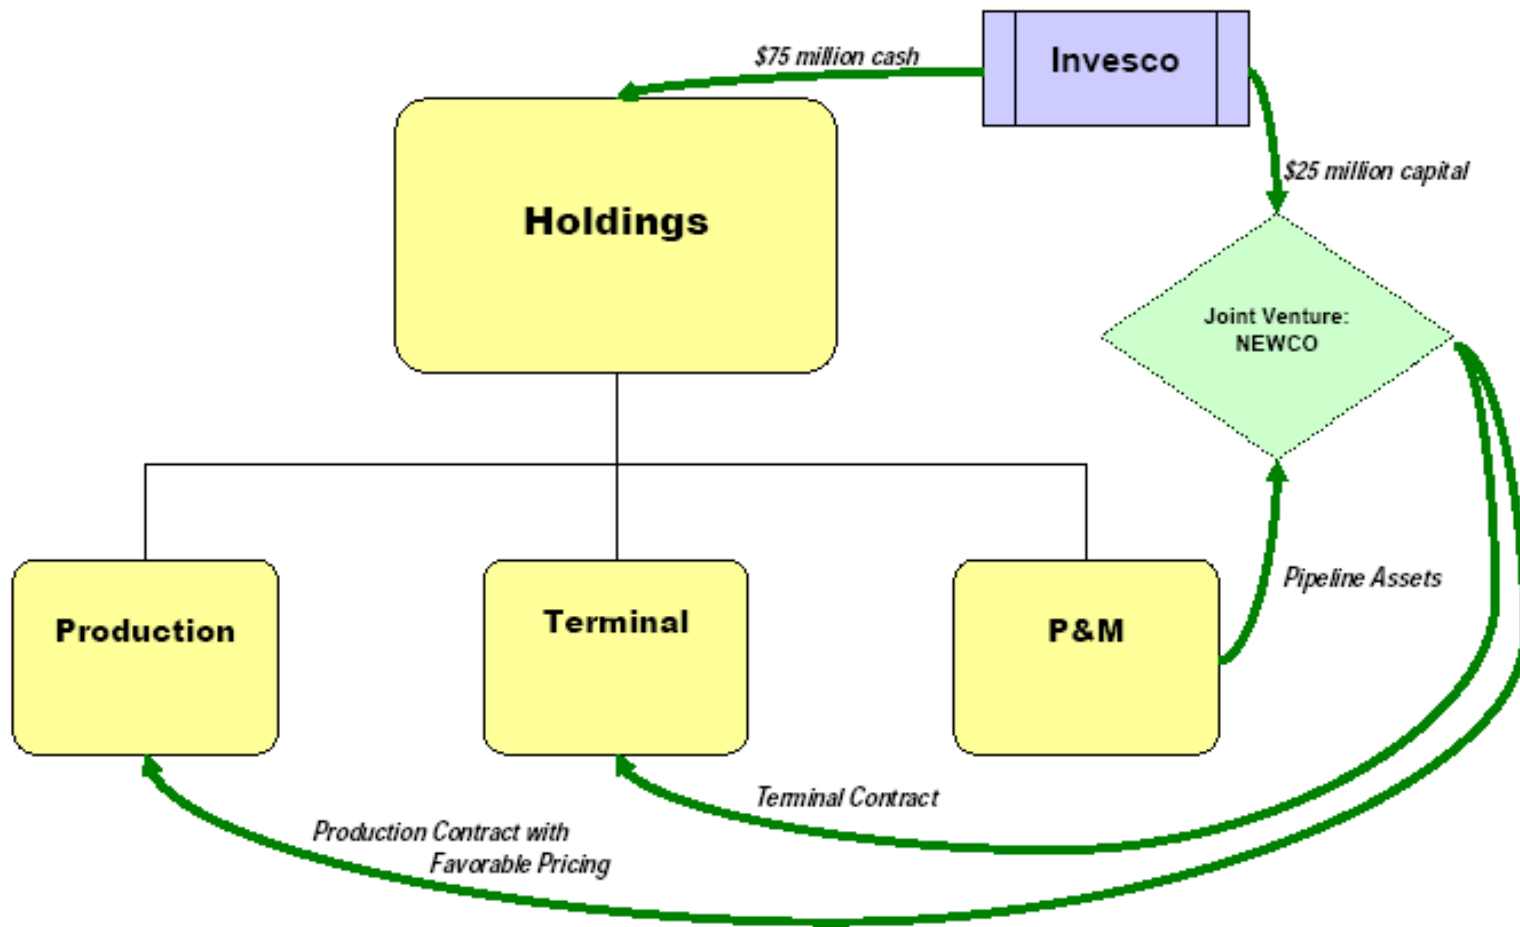 $75 million cash
Invesco
$25 million capital
Holdings
Joint Venture:
NEWCO
Pipeline Assets
Production
Terminal
P&M
Terminal Contract
Production Contract with
Favorable Pricing